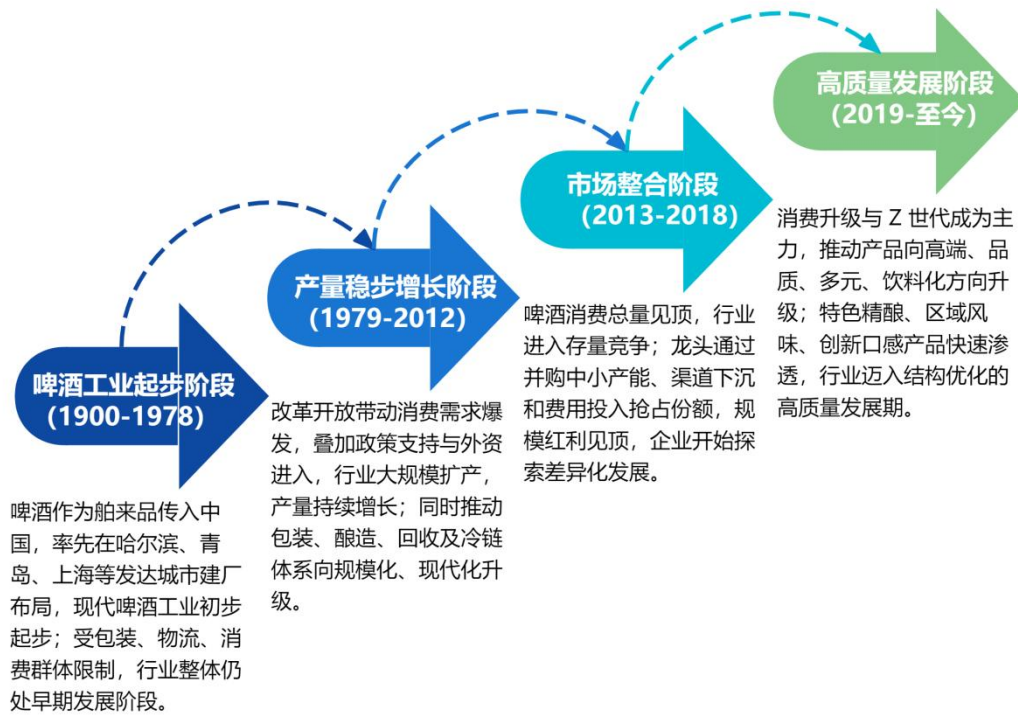 啤酒工业起步阶段
(1900-1978)
啤酒作为舶来品传入中
国，率先在哈尔滨、青
岛、上海等发达城市建厂
布局，现代啤酒工业初步
起步；受包装、物流、消
费群体限制，行业整体仍
处早期发展阶段。
产量稳步增长阶段
(1979-2012)
改革开放带动消费需求爆
发，叠加政策支持与外资
进入，行业大规模扩产，
产量持续增长；同时推动
包装、酿造、回收及冷链
体系向规模化、现代化升
级。
市场整合阶段
(2013-2018)
啤酒消费总量见顶，行业
进入存量竞争；龙头通过
并购中小产能、渠道下沉
和费用投入抢占份额，规
模红利见顶，企业开始探
索差异化发展。
高质量发展阶段
(2019-至今)
消费升级与 Z 世代成为主
力，推动产品向高端、品
质、多元、饮料化方向升
级；特色精酿、区域风
味、创新口感产品快速渗
透，行业迈入结构优化的
高质量发展期。